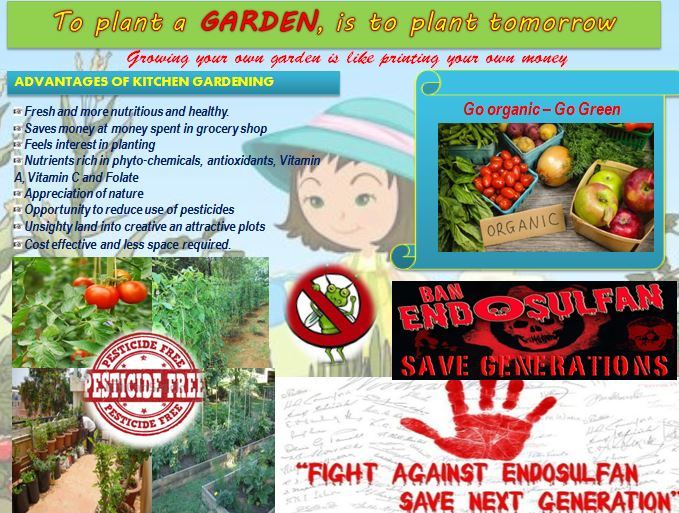 To plant a GARDEN, is to plant tomorrow
Growing your own garden is like printing your own money
ADVANTAGES OF KITCHEN GARDENING
Fresh and more nutritious and healthy.
Saves money at money spent in grocery shop
Feels interest in planting
Nutrients rich in phyto-chemicals, antioxidants, Vitamin
A, Vitamin C and Folate
Appreciation of nature
Opportunity to reduce use of pesticides
Unsighty land into creative an attractive plots
Cost effective and less space required.
Go organic – Go Green
ORGANIC
PESTICIDE FREE
PESTICIDE FREE
PESTICIDE FREE
BAN
ENDOSULFAN
SAVE GENERATIONS
"FIGHT AGAINST ENDOSULFAN
SAVE NEXT GENERATION"